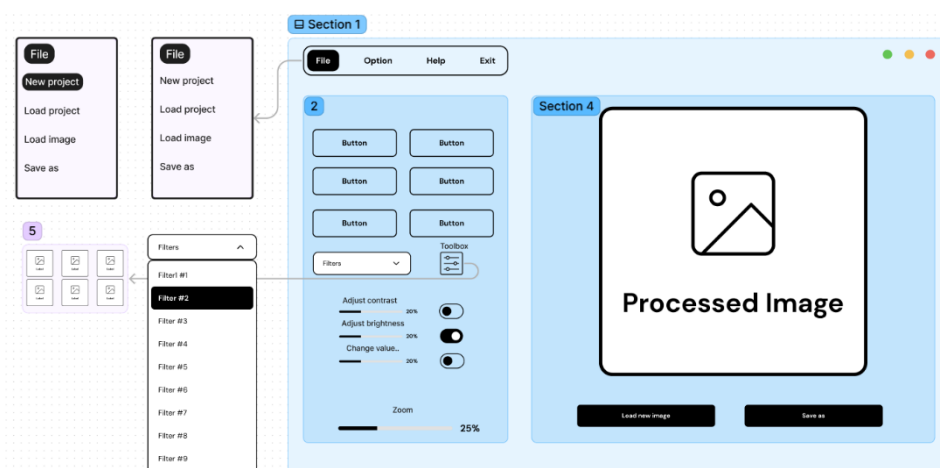 Section 1
File
New project
Load project
Load image
Save as
File
New project
Load project
Load image
Save as
File Option Help Exit
2
Button Button
Button Button
Button Button
Filters
Toolbox
Adjust contrast
20%
Adjust brightness
20%
Change value..
20%
Zoom
25%
Section 4
Processed Image
Load new image
Save as
5
Filters
Filter1 #1
Filter #2
Filter #3
Filter #4
Filter #5
Filter #6
Filter #7
Filter #8
Filter #9